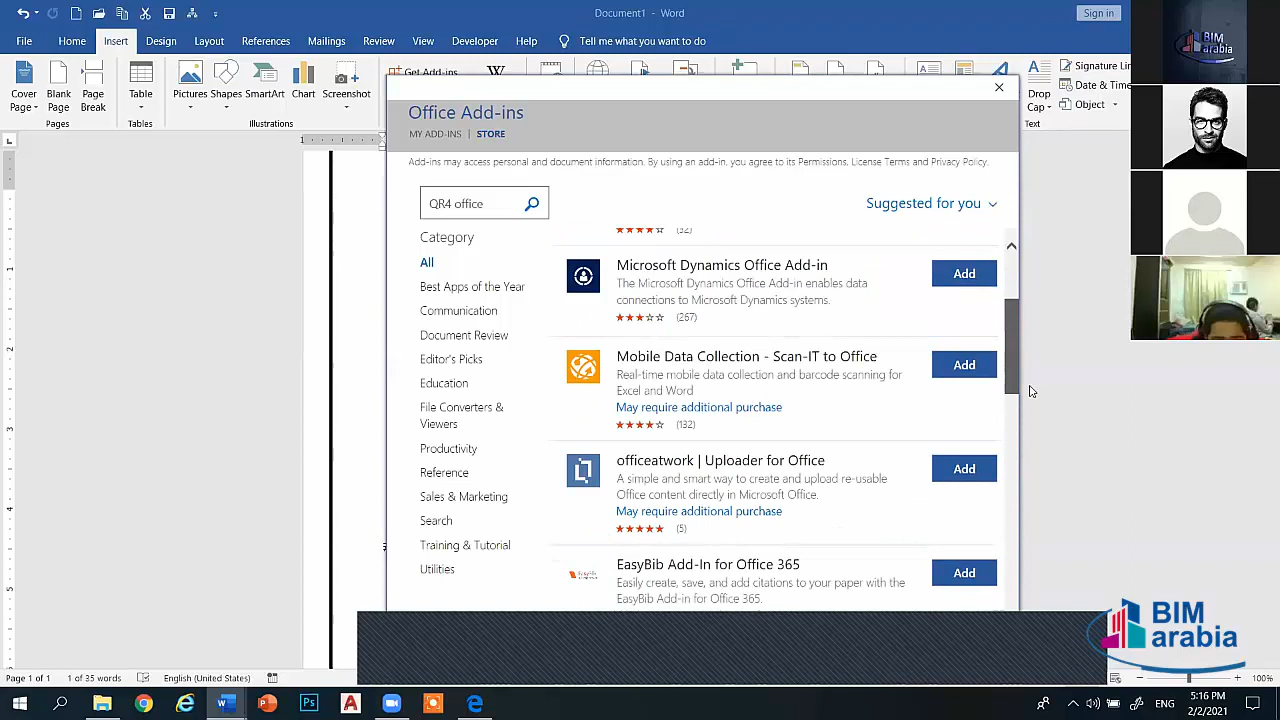 Document1 - Word
Sign in
File Home Insert Design Layout References Mailings Review View Developer Help Tell me what you want to do
Get Add-ins
Signature Line
Cover Page
Blank Page
Page Break
Table
Pictures
Shapes
SmartArt
Chart
Screenshot
Drop Cap
Date & Time
Object
Pages
Tables
Illustrations
Text
Office Add-ins
MY ADD-INS | STORE
Add-ins may access personal and document information. By using an add-in, you agree to its Permissions, License Terms and Privacy Policy.
QR4 office
Suggested for you
Category
All
Best Apps of the Year
Communication
Document Review
Editor's Picks
Education
File Converters &
Viewers
Productivity
Reference
Sales & Marketing
Search
Training & Tutorial
Utilities
(32)
Microsoft Dynamics Office Add-in
The Microsoft Dynamics Office Add-in enables data
connections to Microsoft Dynamics systems.
(267)
Add
Mobile Data Collection - Scan-IT to Office
Real-time mobile data collection and barcode scanning for
Excel and Word
May require additional purchase
(132)
Add
officeatwork | Uploader for Office
A simple and smart way to create and upload re-usable
Office content directly in Microsoft Office.
May require additional purchase
(5)
Add
EasyBib Add-In for Office 365
Easily create, save, and add citations to your paper with the
EasyBib Add-in for Office 365.
Add
BIM
arabia
BIM
arabia
Page 1 of 1 1 of 35 words English (United States)
100%
ENG
5:16 PM
2/2/2021